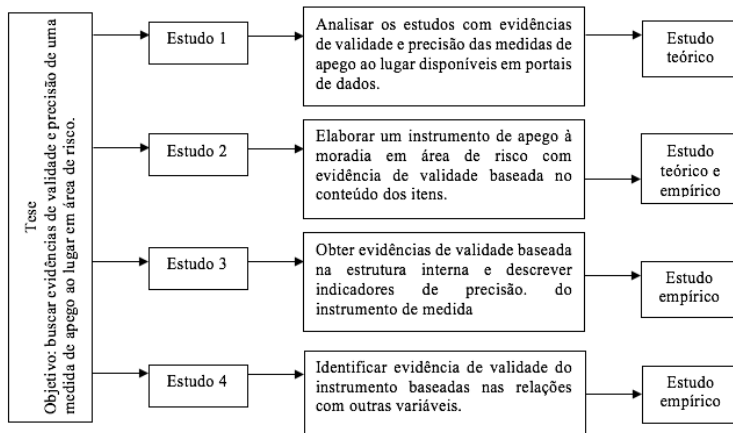 Tese
Objetivo: buscar evidências de validade e precisão de uma
medida de apego ao lugar em área de risco.
Estudo 1
Analisar os estudos com evidências
de validade e precisão das medidas de
apego ao lugar disponíveis em portais
de dados.
Estudo
teórico
Estudo 2
Elaborar um instrumento de apego à
moradia em área de risco com
evidência de validade baseada no
conteúdo dos itens.
Estudo
teórico e
empírico
Estudo 3
Obter evidências de validade baseada
na estrutura interna e descrever
indicadores de precisão. do
instrumento de medida
Estudo
empírico
Estudo 4
Identificar evidência de validade do
instrumento baseadas nas relações
com outras variáveis.
Estudo
empírico